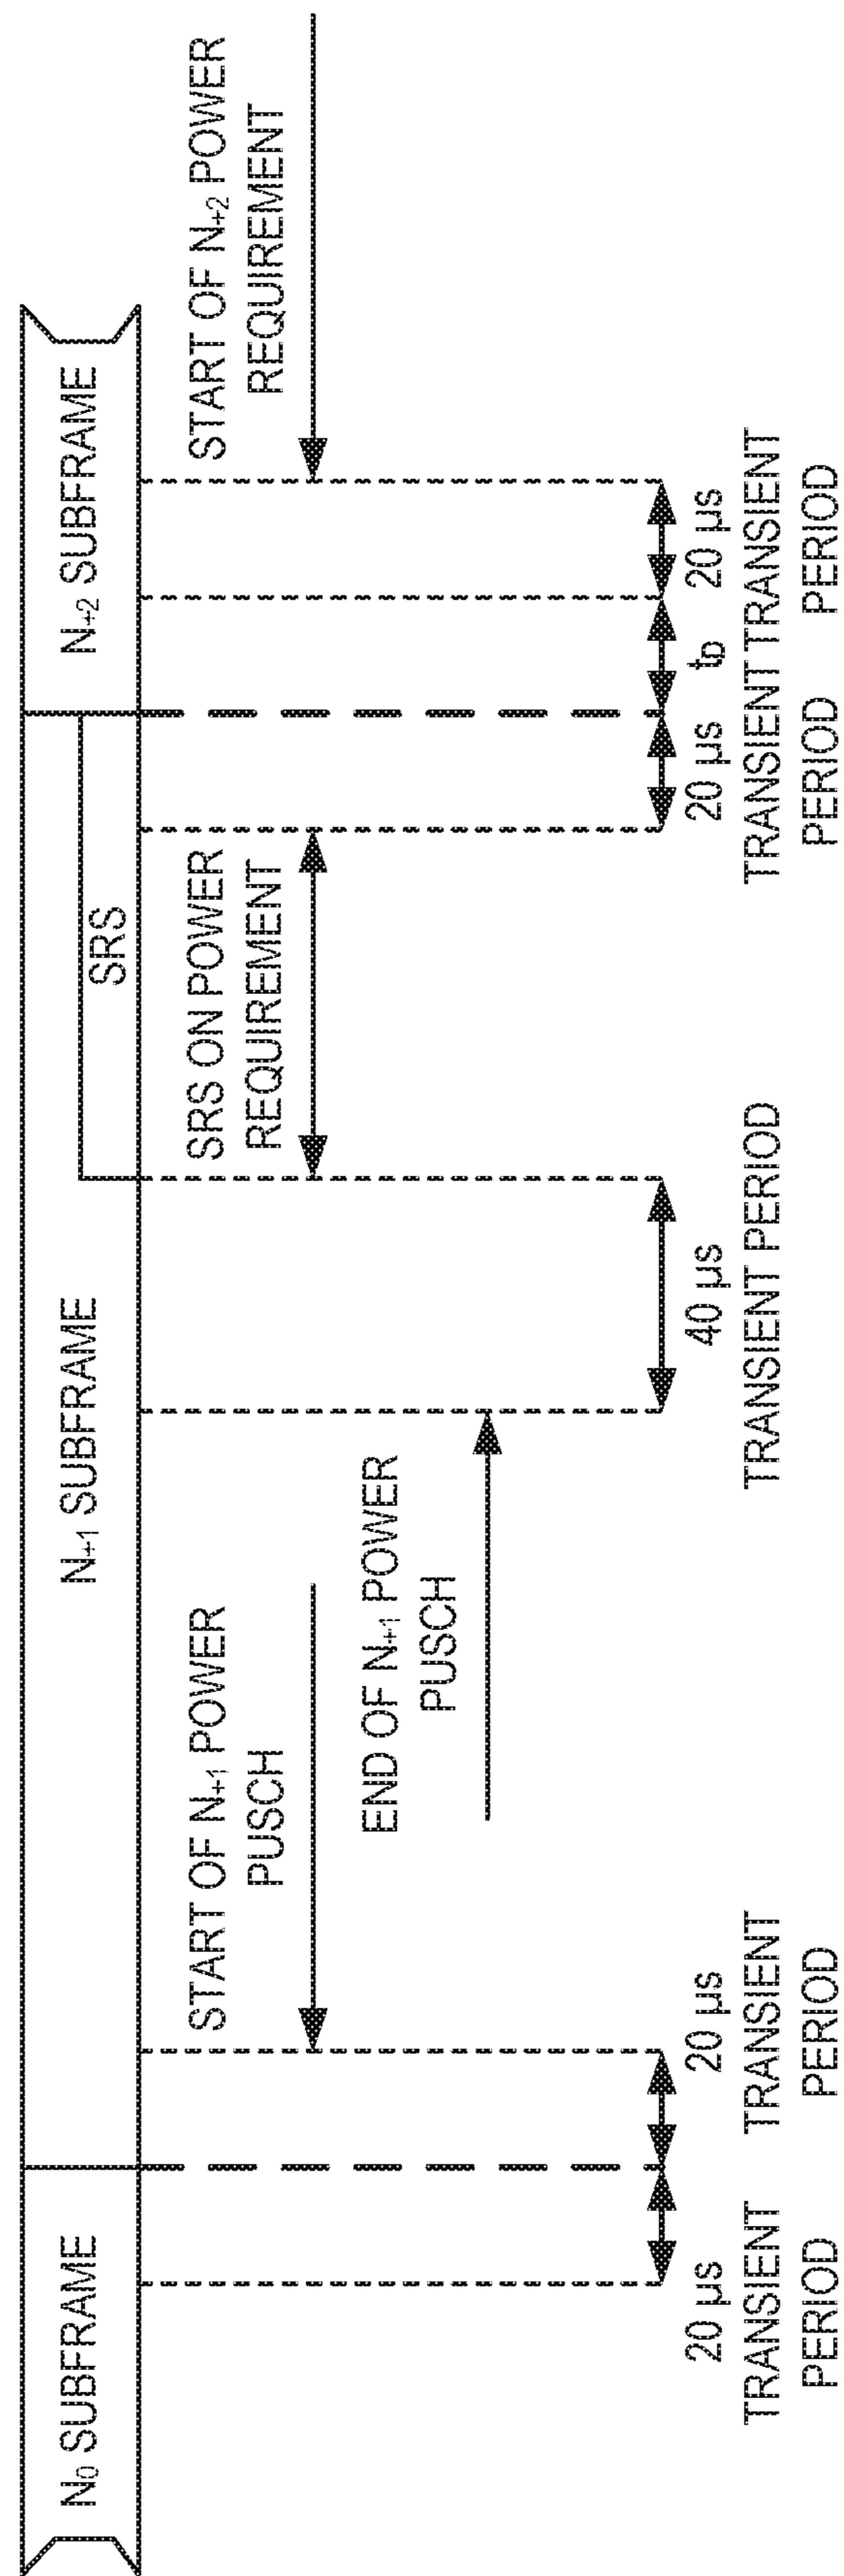 N₀ SUBFRAME
N₊₁ SUBFRAME
SRS
N₊₂ SUBFRAME
START OF N₊₁ POWER
PUSCH
END OF N₊₁ POWER
PUSCH
SRS ON POWER
REQUIREMENT
START OF N₊₂ POWER
REQUIREMENT
20 µs
TRANSIENT
PERIOD
20 µs
TRANSIENT
PERIOD
40 µs
TRANSIENT PERIOD
20 µs
TRANSIENT
PERIOD
t_D
20 µs
TRANSIENT
PERIOD